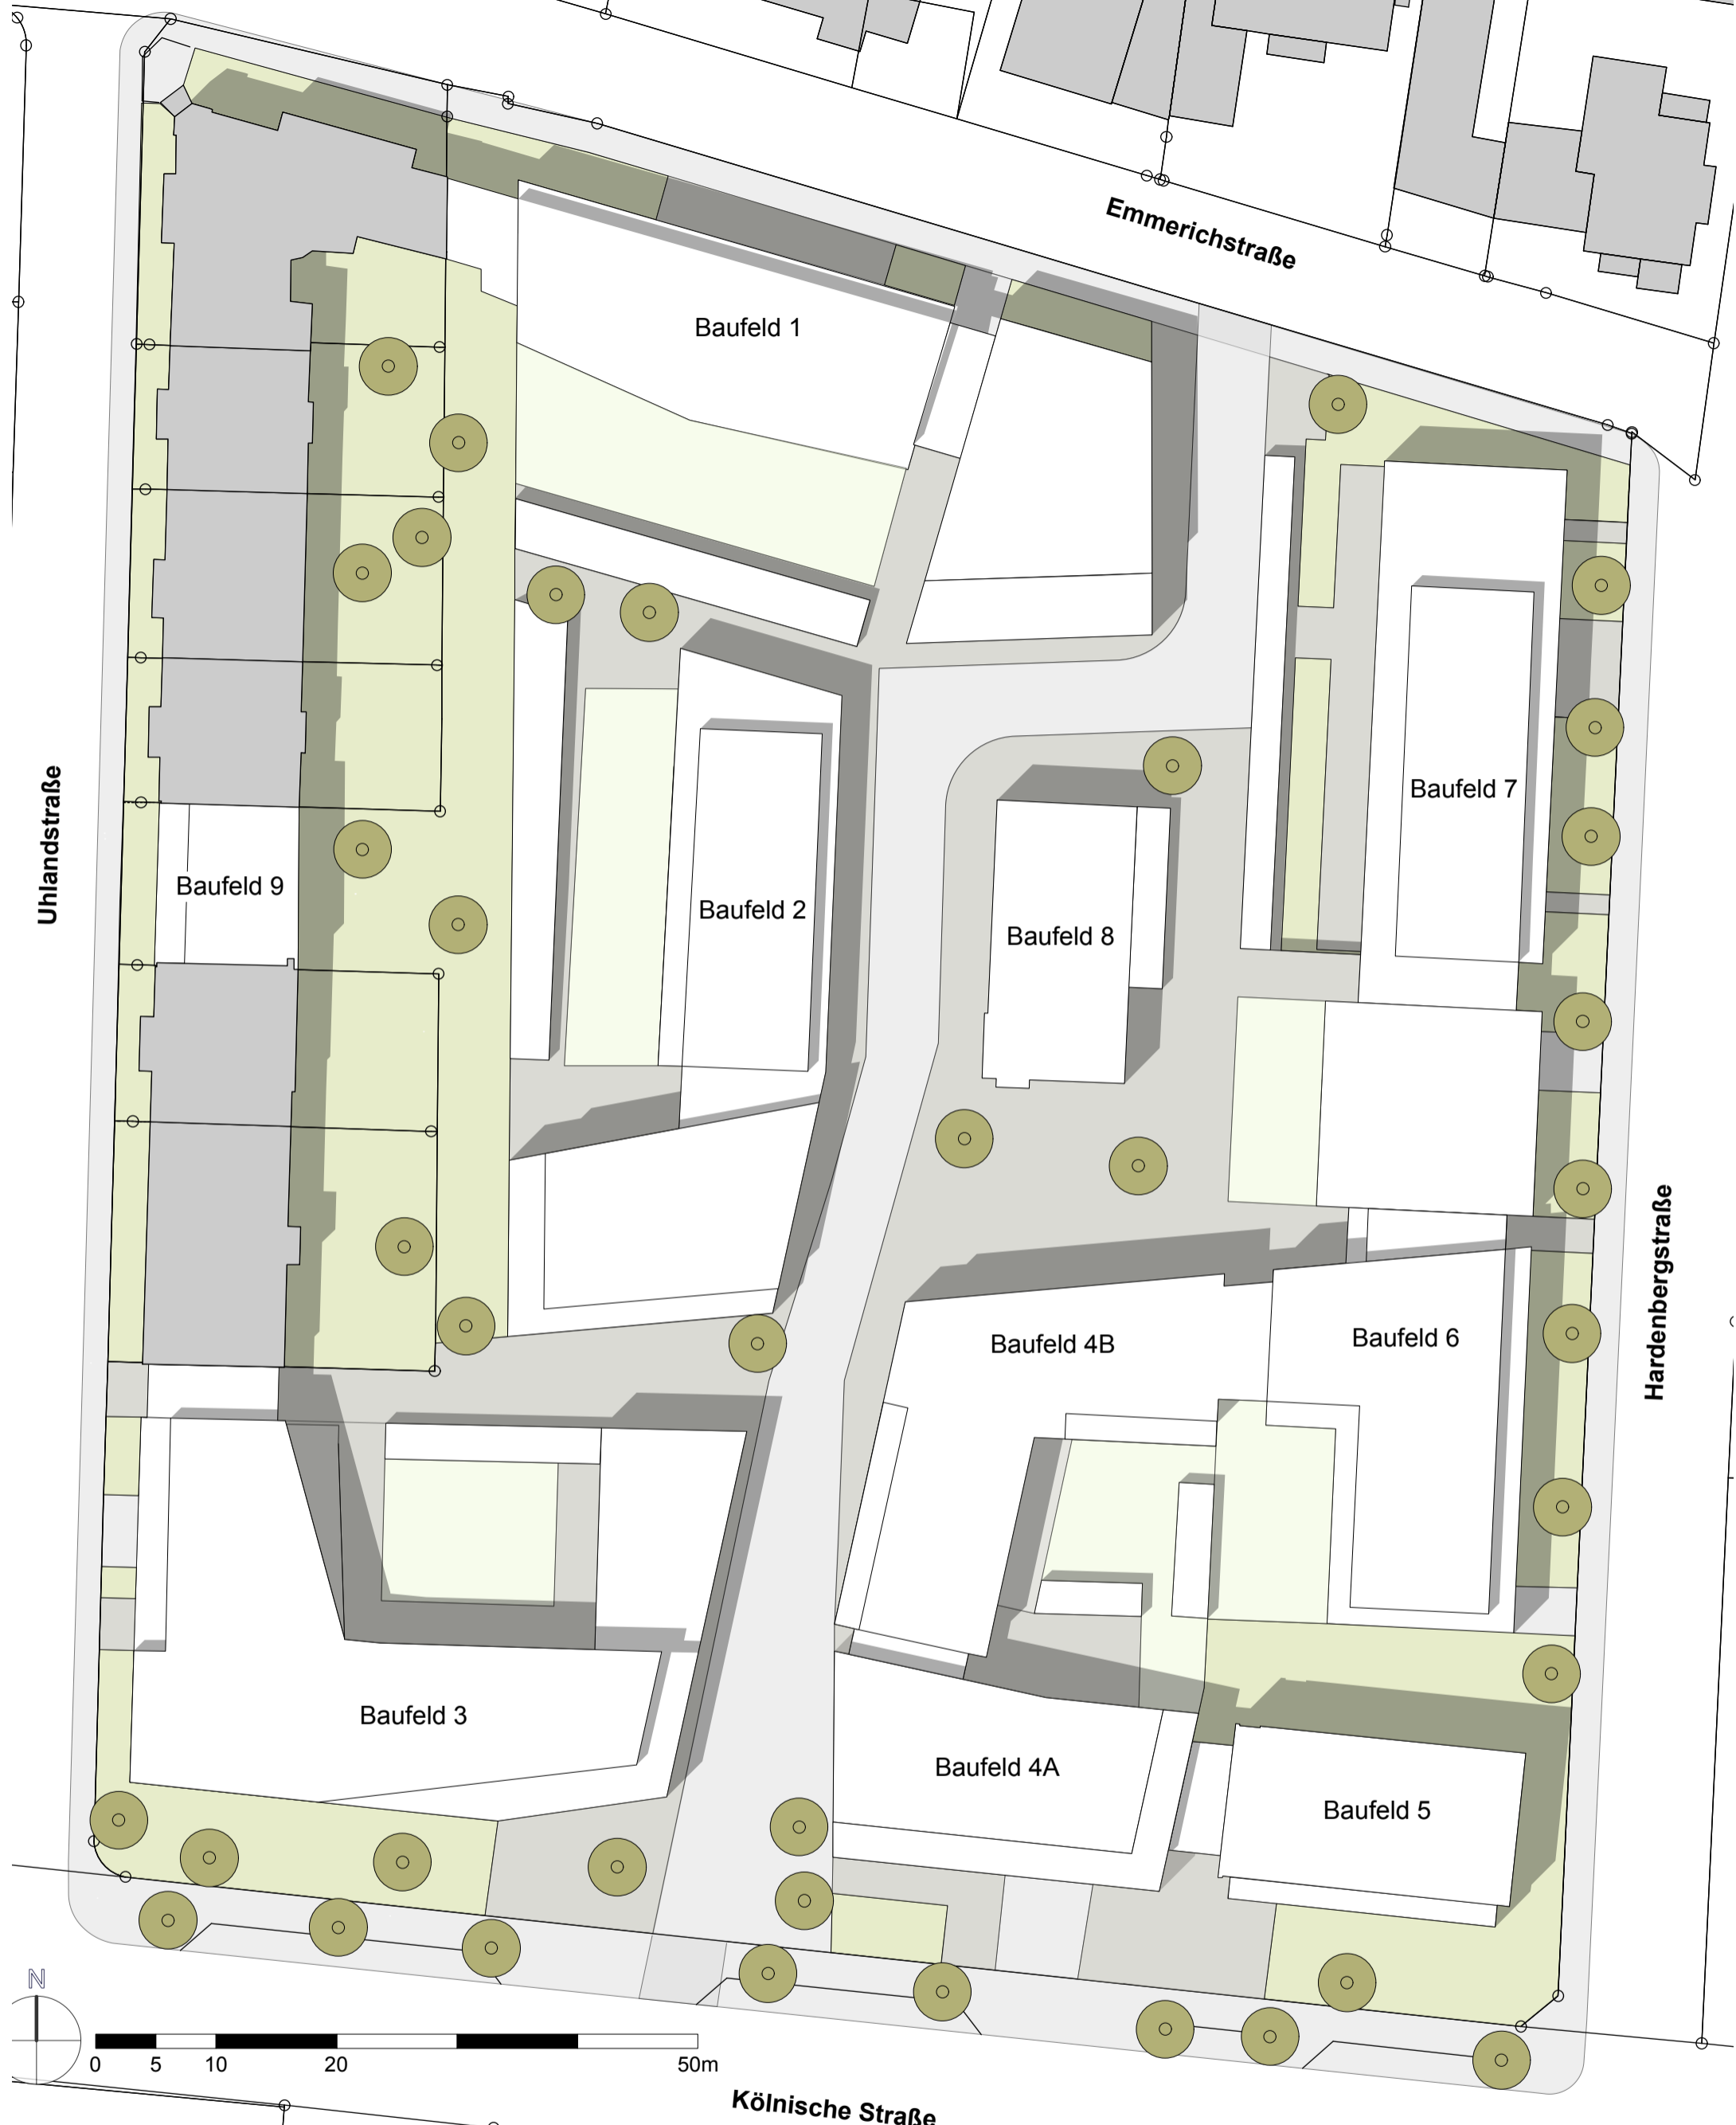 Emmerichstraße
Baufeld 1
Baufeld 7
Uhlandstraße
Baufeld 9
Baufeld 2
Baufeld 8
Hardenbergstraße
Baufeld 4B
Baufeld 6
Baufeld 3
Baufeld 4A
Baufeld 5
N
0 5 10 20 50m
Kölnische Straße